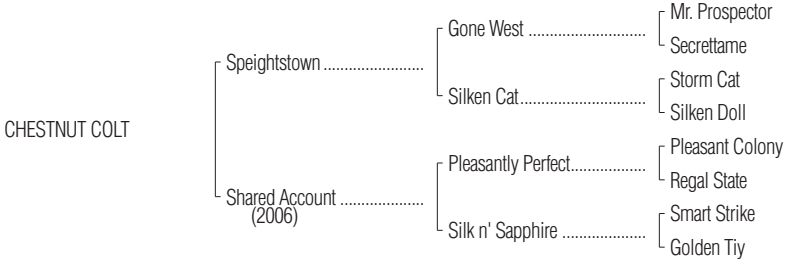 Mr. Prospector
Gone West ..............................
Secrettame
Speightstown .........................
Storm Cat
Silken Cat................................
Silken Doll
CHESTNUT COLT
Pleasant Colony
Pleasantly Perfect...................
Regal State
Shared Account .....................
(2006)
Smart Strike
Silk n' Sapphire .....................
Golden Tiy